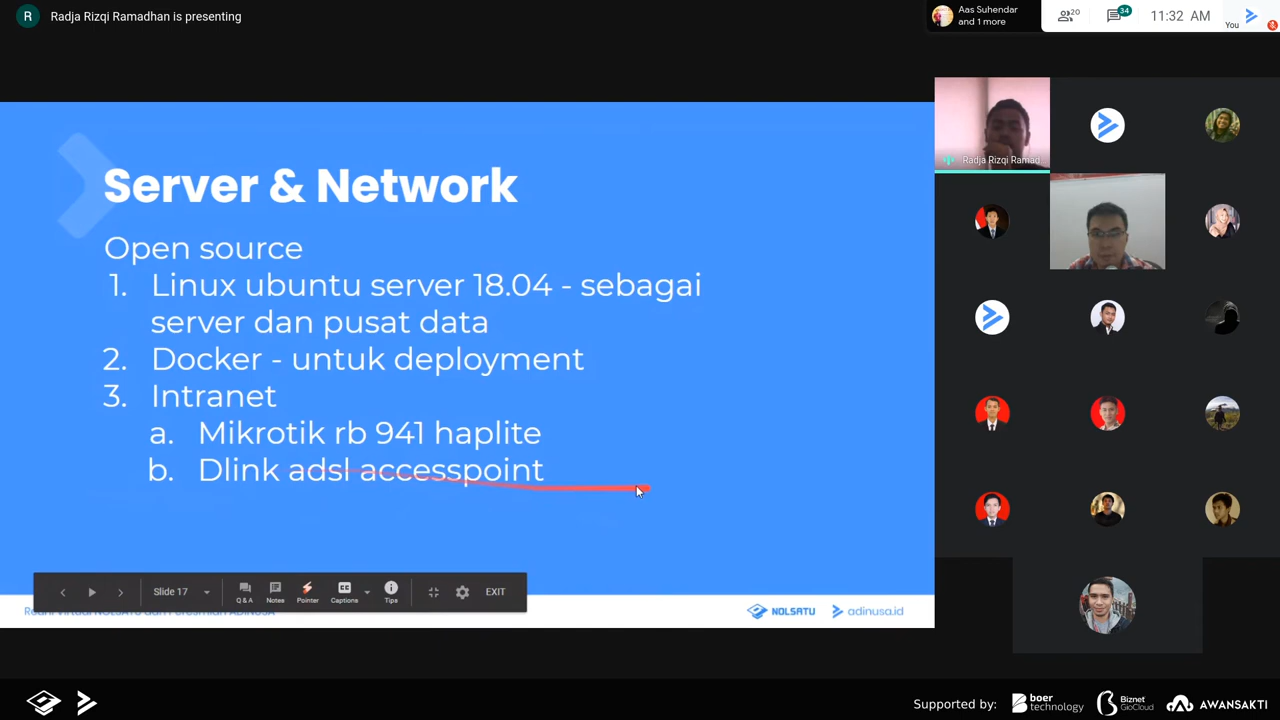 R Radja Rizqi Ramadhan is presenting
Aas Suhendar
and 1 more
20
34
11:32 AM
You
Radja Rizqi Ramad
Server & Network
Open source
1. Linux ubuntu server 18.04 - sebagai
server dan pusat data
2. Docker - untuk deployment
3. Intranet
a. Mikrotik rb 941 haplite
b. Dlink adsl accesspoint
Slide 17
Q & A
Notes
Pointer
Captions
Tips
EXIT
NOLSATU
adinusa.id
Supported by:
boer
technology
Biznet
GioCloud
AWANSAKTI